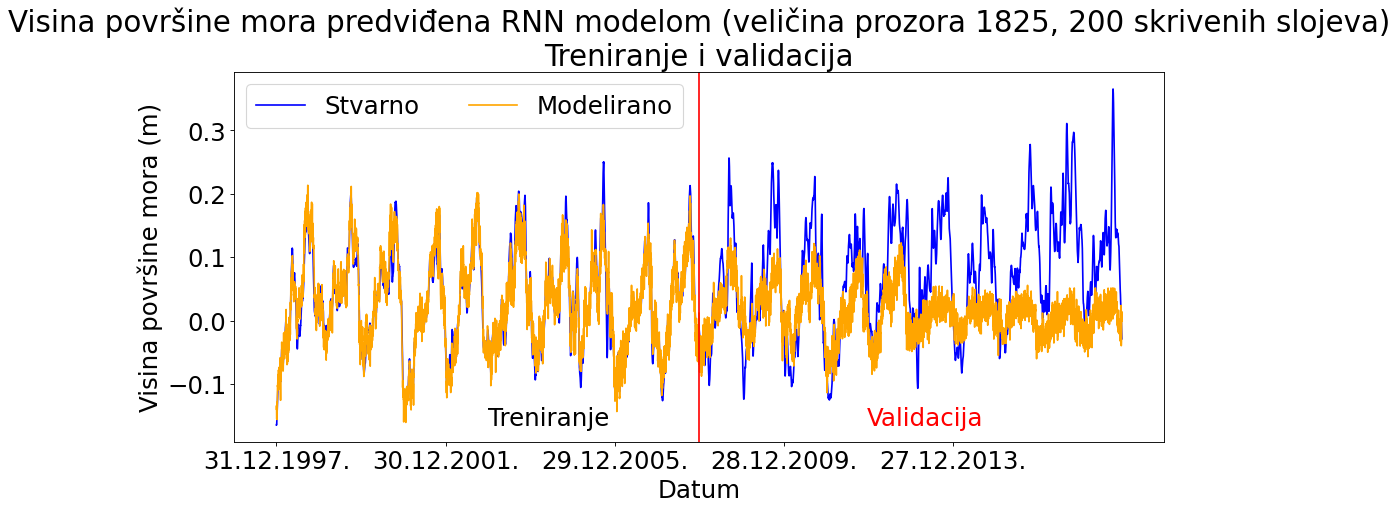 Visina površine mora predviđena RNN modelom (veličina prozora 1825, 200 skrivenih slojeva)
Treniranje i validacija
Stvarno
Modelirano
Visina površine mora (m)
0.3
0.2
0.1
0.0
−0.1
Treniranje
Validacija
31.12.1997.
30.12.2001.
29.12.2005.
28.12.2009.
27.12.2013.
Datum